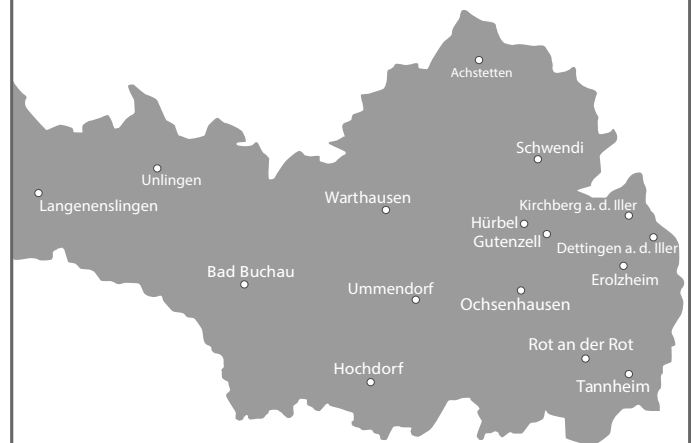 Achstetten
Schwendi
Unlingen
Langenenslingen
Warthausen
Kirchberg a. d. Iller
Hürbel
Gutenzell
Dettingen a. d. Iller
Bad Buchau
Erolzheim
Ummendorf
Ochsenhausen
Rot an der Rot
Hochdorf
Tannheim